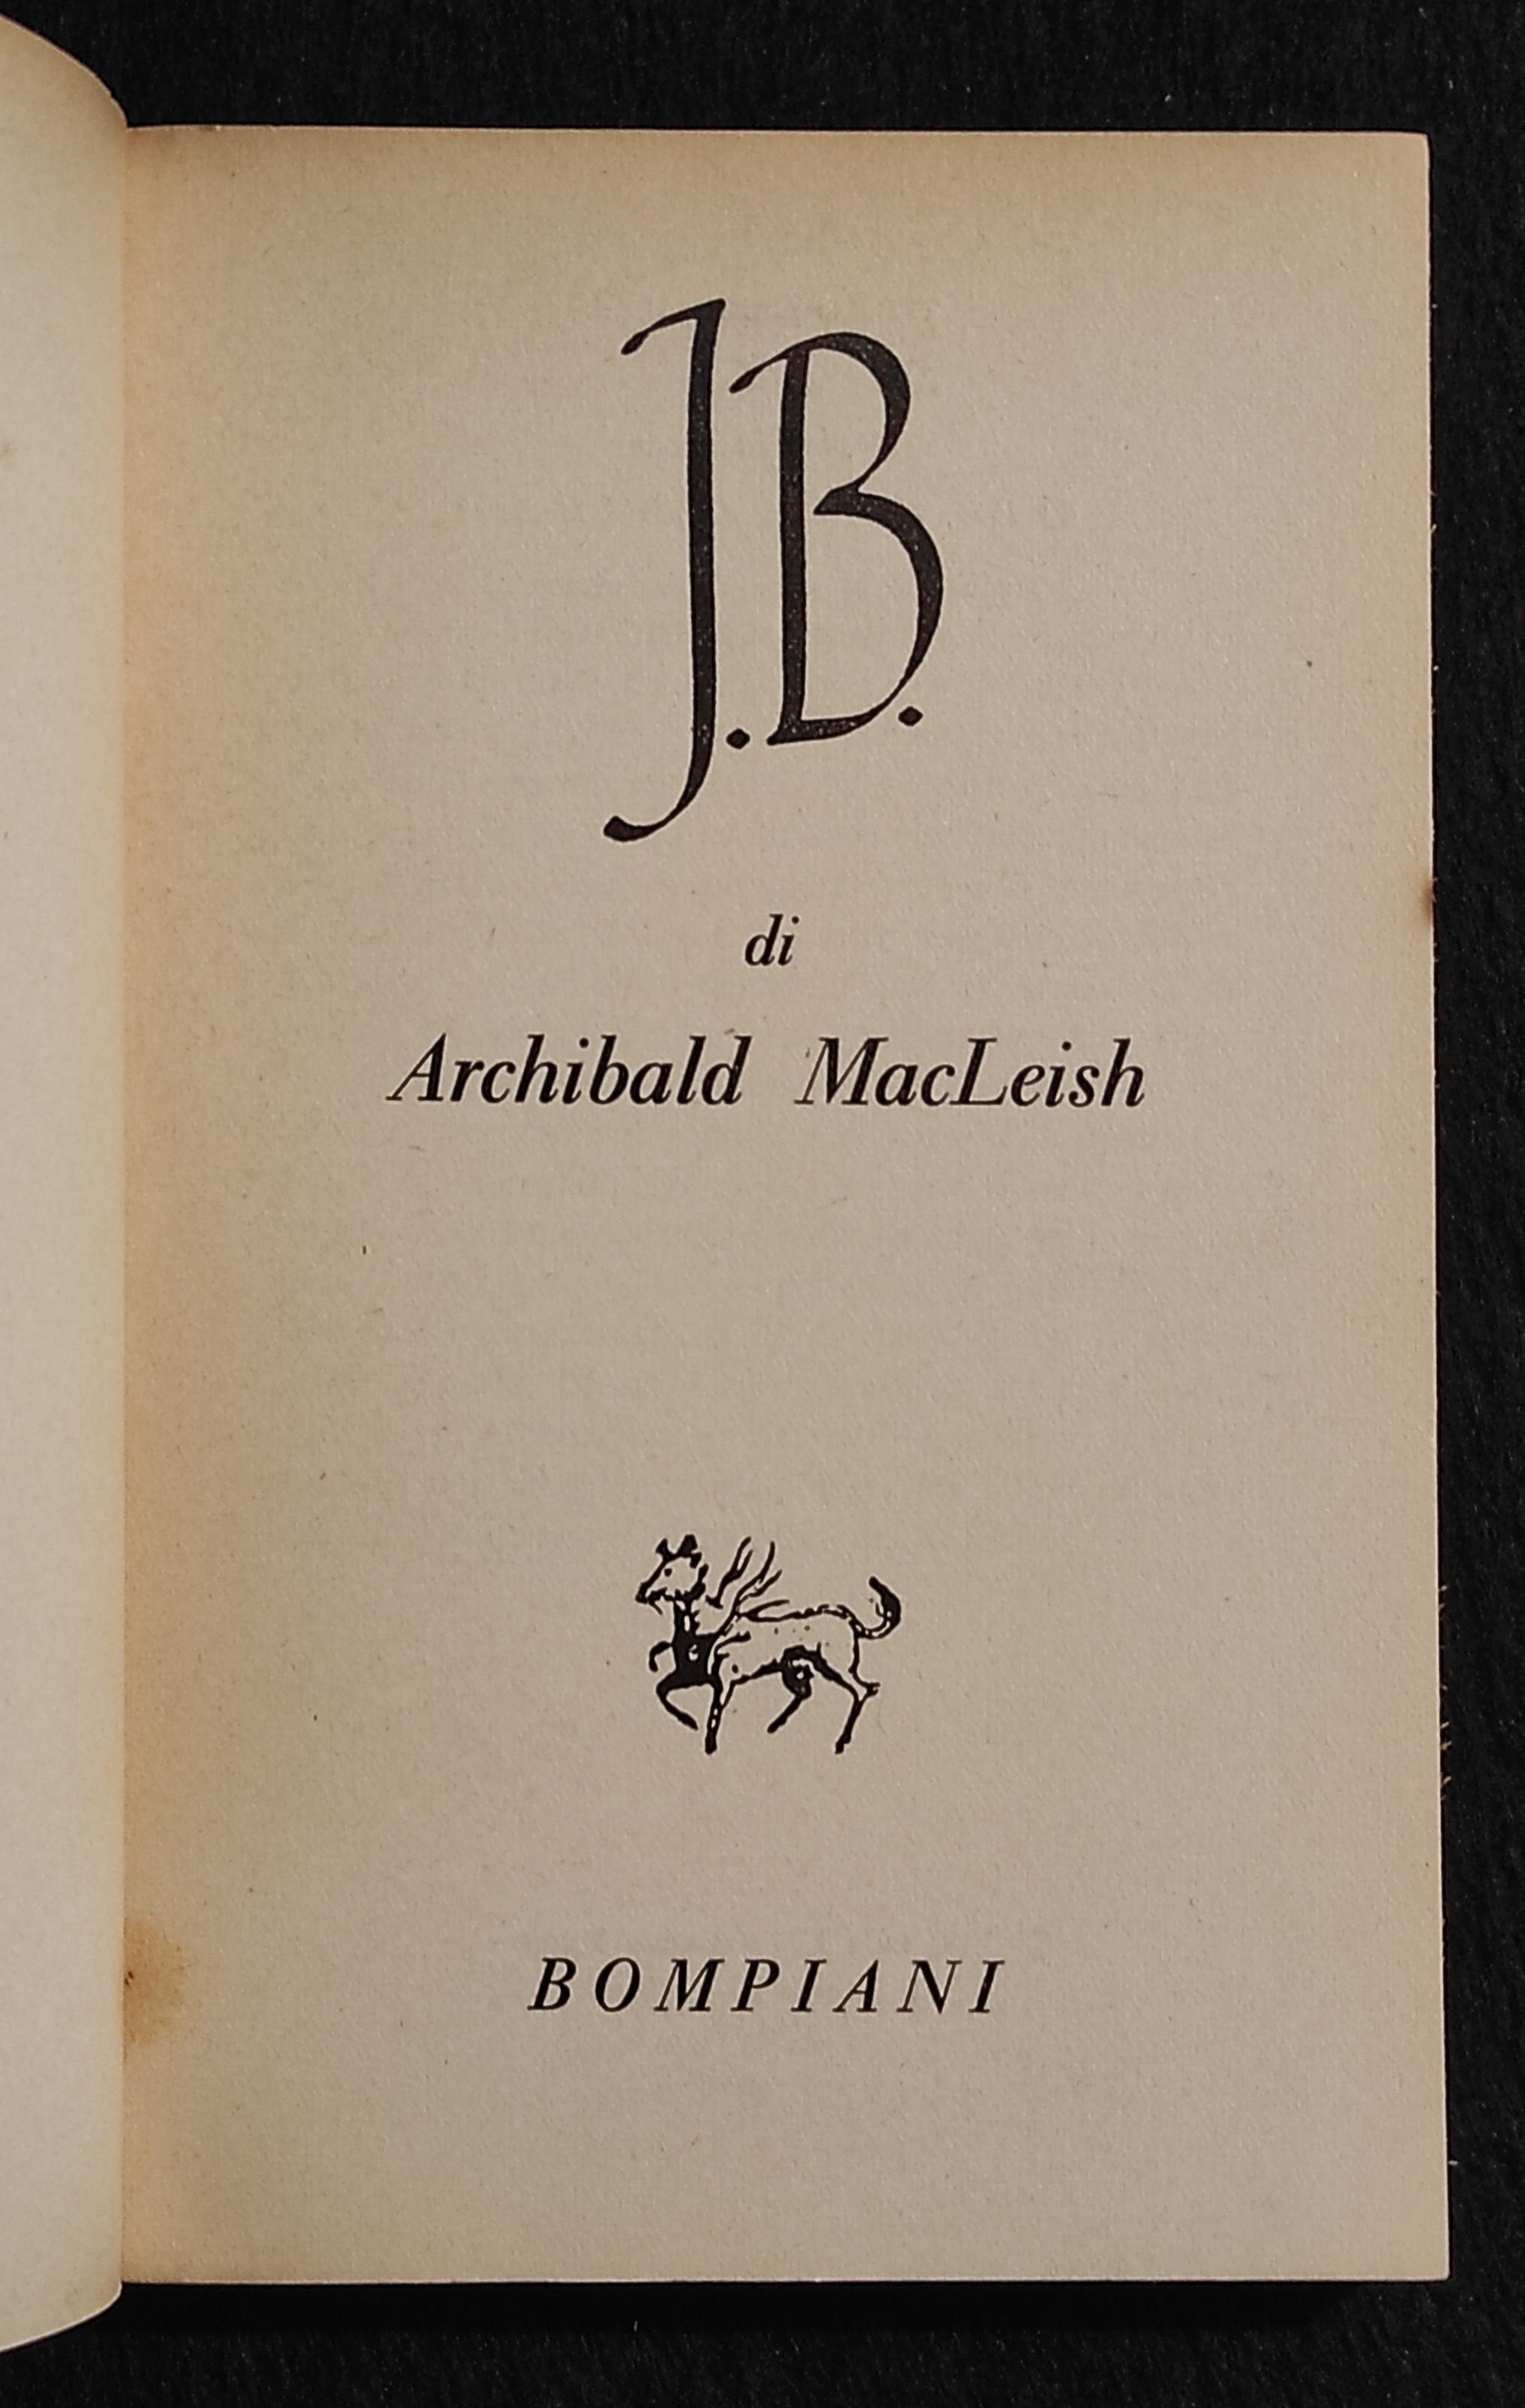 J.B.
di
Archibald MacLeish
BOMPIANI